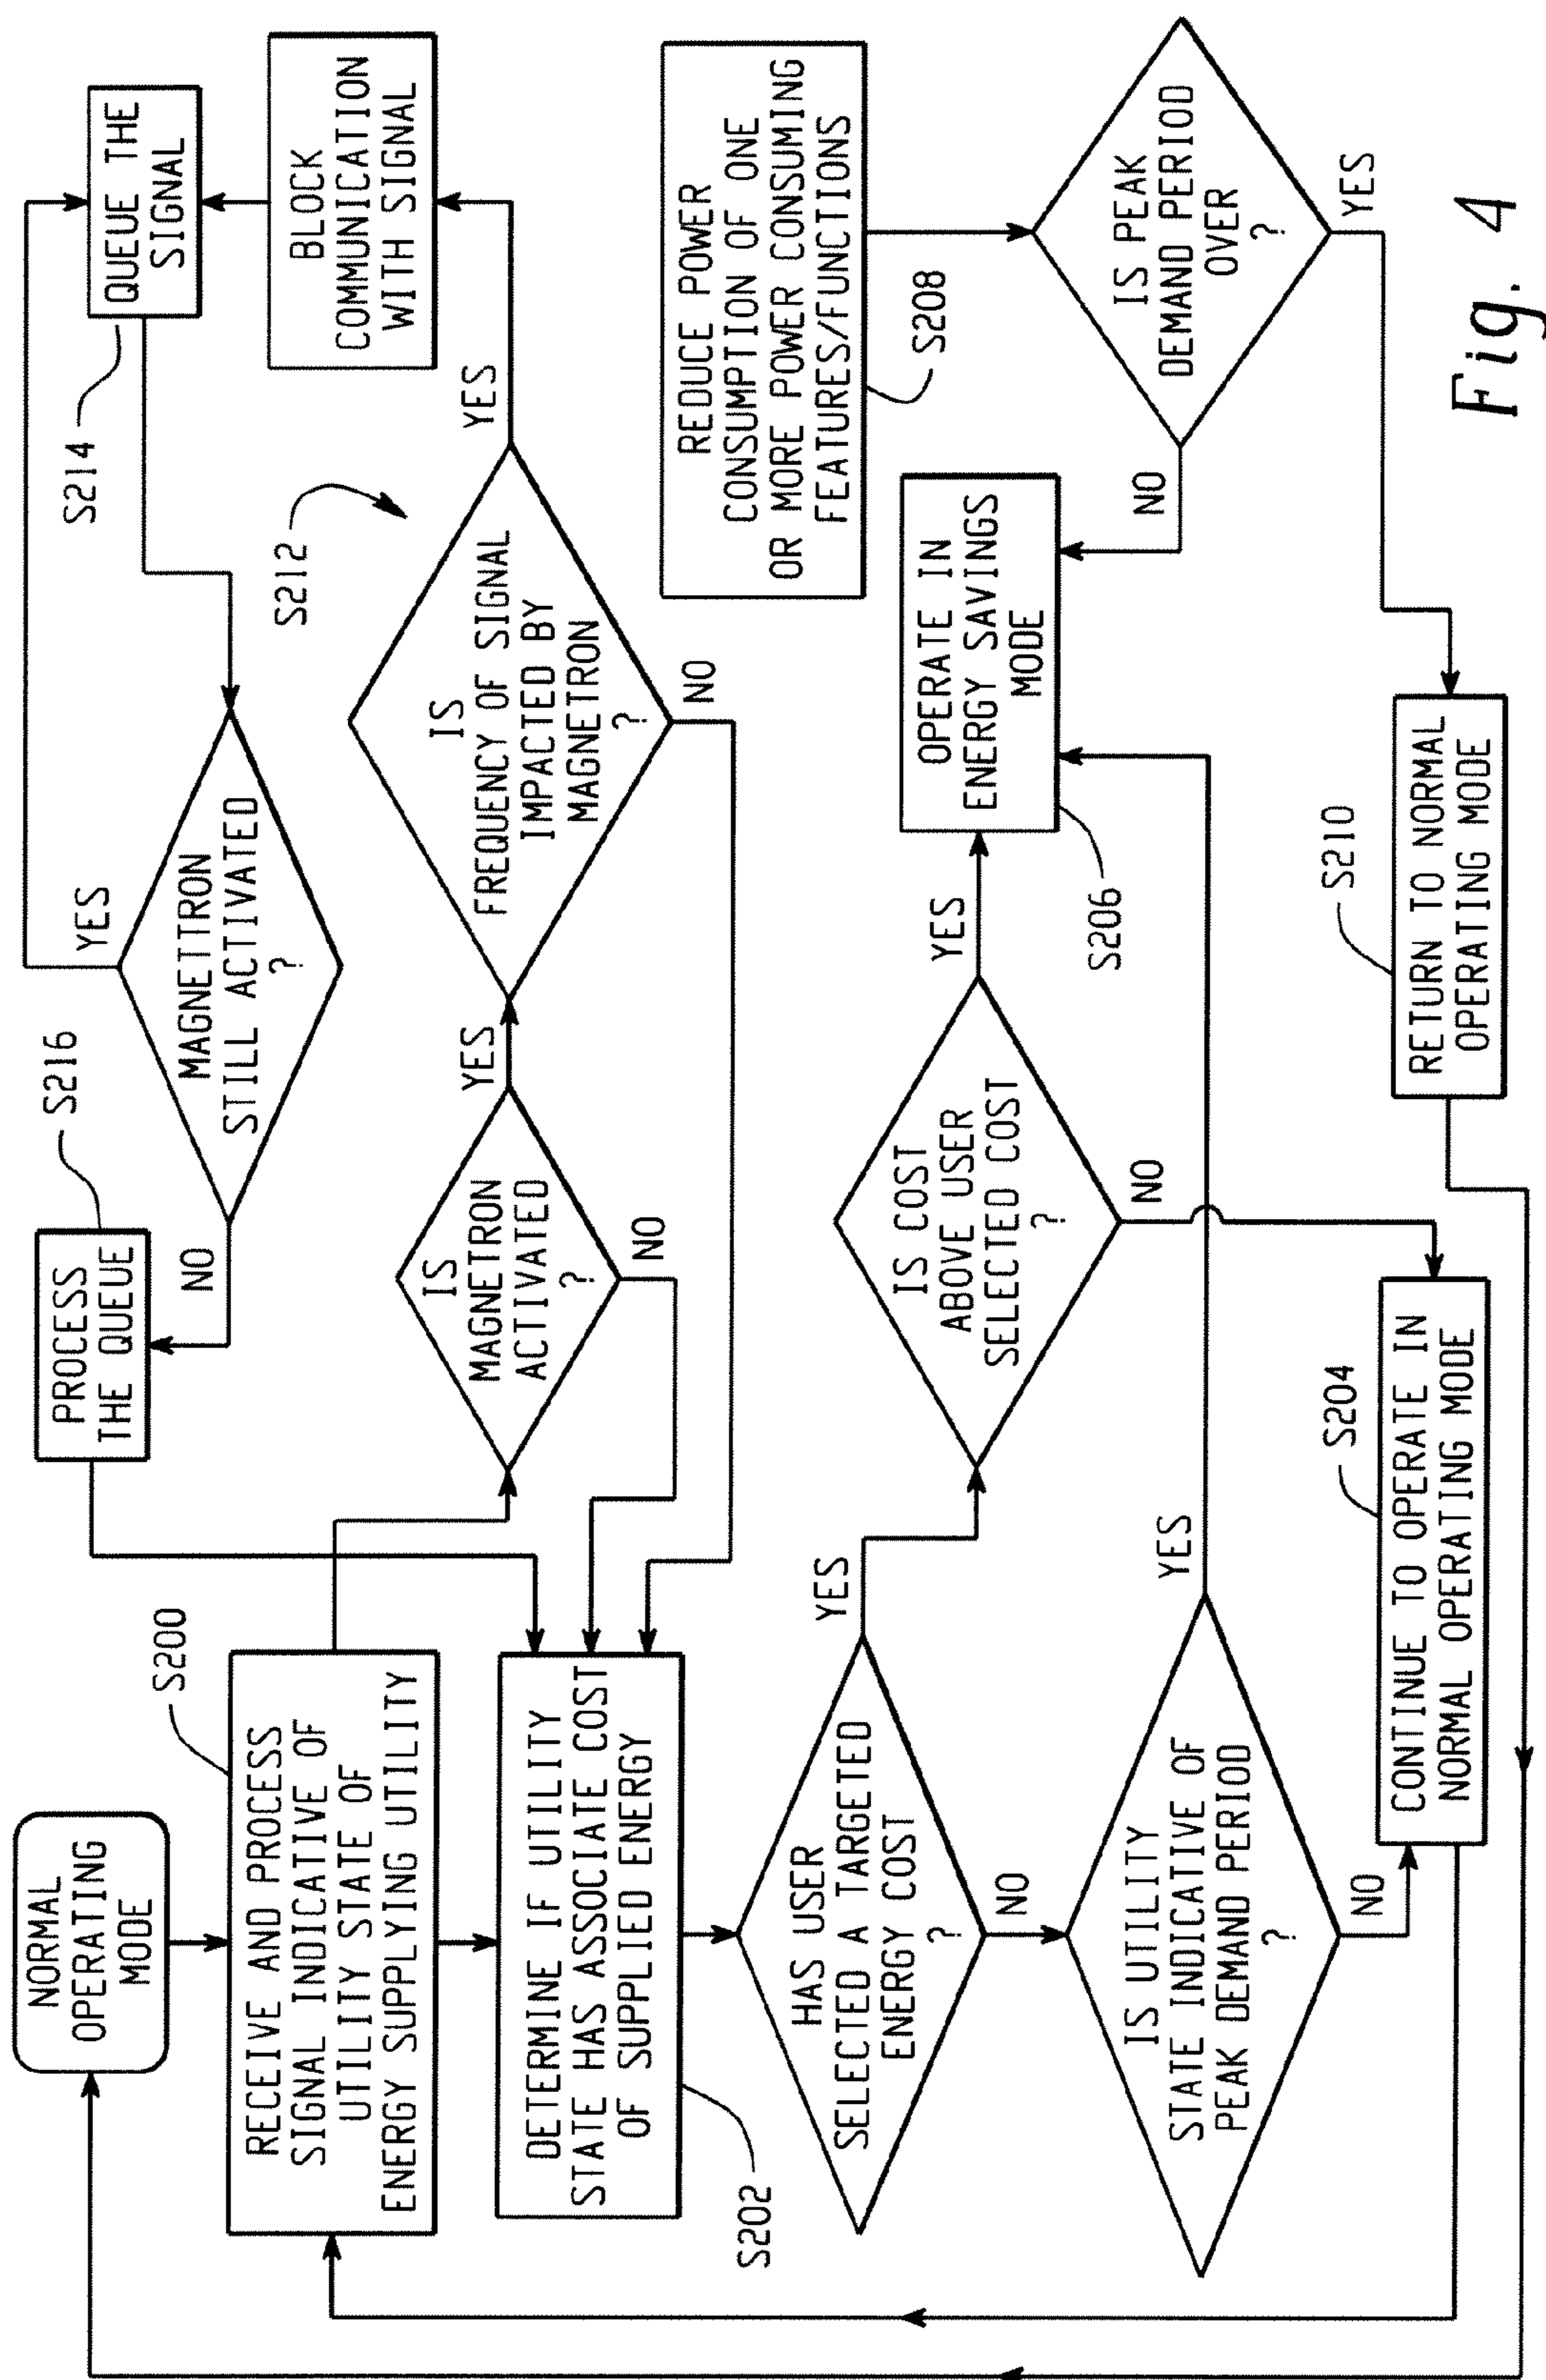 NORMAL
OPERATING
MODE
S200
RECEIVE AND PROCESS
SIGNAL INDICATIVE OF
UTILITY STATE OF
ENERGY SUPPLYING UTILITY
DETERMINE IF UTILITY
STATE HAS ASSOCIATE COST
OF SUPPLIED ENERGY
S202
HAS USER
SELECTED A TARGETED
ENERGY COST
?
YES
NO
IS UTILITY
STATE INDICATIVE OF
PEAK DEMAND PERIOD
?
YES
NO
S204
CONTINUE TO OPERATE IN
NORMAL OPERATING MODE
PROCESS
THE QUEUE
S216
NO
MAGNETTRON
STILL ACTIVATED
?
YES
IS
MAGNETRON
ACTIVATED
?
YES
NO
IS
FREQUENCY OF SIGNAL
IMPACTED BY
MAGNETRON
?
YES
NO
S212
S214
QUEUE THE
SIGNAL
BLOCK
COMMUNICATION
WITH SIGNAL
IS COST
ABOVE USER
SELECTED COST
?
YES
NO
OPERATE IN
ENERGY SAVINGS
MODE
S206
REDUCE POWER
CONSUMPTION OF ONE
OR MORE POWER CONSUMING
FEATURES/FUNCTIONS
S208
IS PEAK
DEMAND PERIOD
OVER
?
NO
YES
S210
RETURN TO NORMAL
OPERATING MODE
Fig. 4